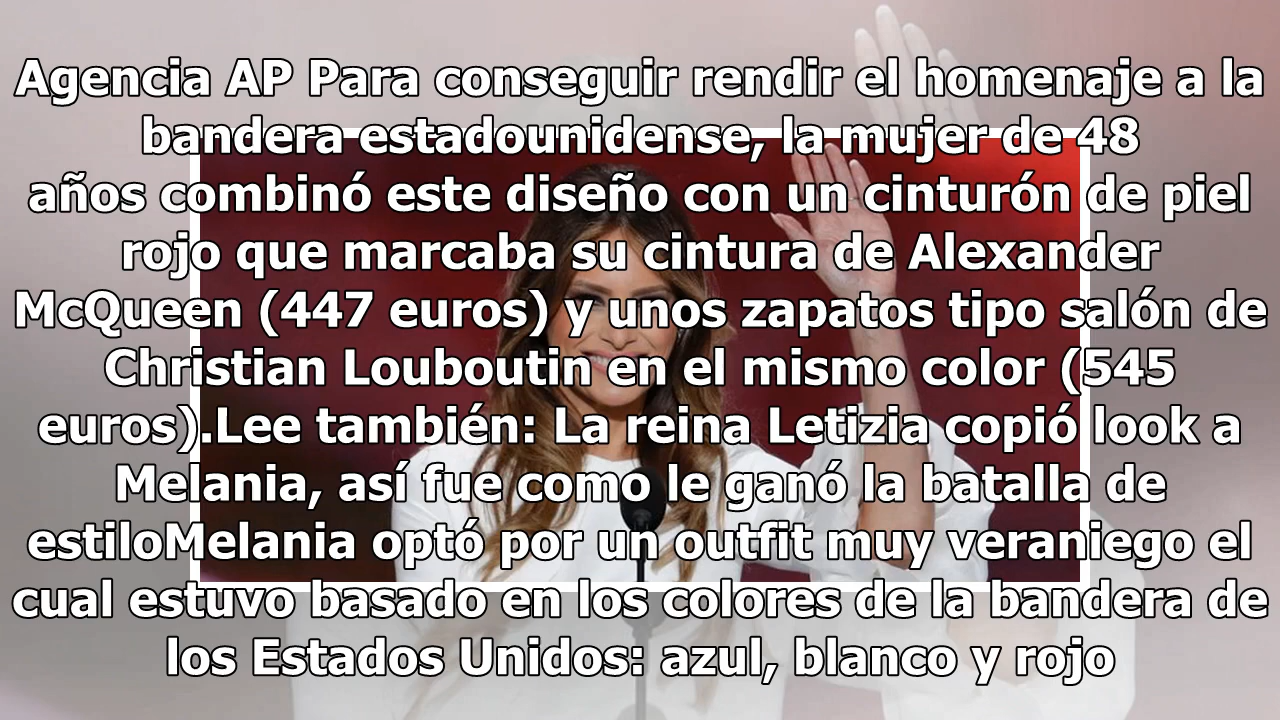 Agencia AP Para conseguir rendir el homenaje a la
bandera estadounidense, la mujer de 48
años combinó este diseño con un cinturón de piel
rojo que marcaba su cintura de Alexander
McQueen (447 euros) y unos zapatos tipo salón de
Christian Louboutin en el mismo color (545
euros).Lee también: La reina Letizia copió look a
Melania, así fue como le ganó la batalla de
estiloMelania optó por un outfit muy veraniego el
cual estuvo basado en los colores de la bandera de
los Estados Unidos: azul, blanco y rojo